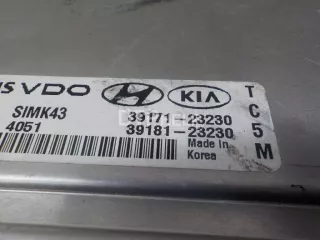 S VDO KIA
SIMK43 39171-23230
4051 39181-23230
Made in
Korea
T
C
5
M